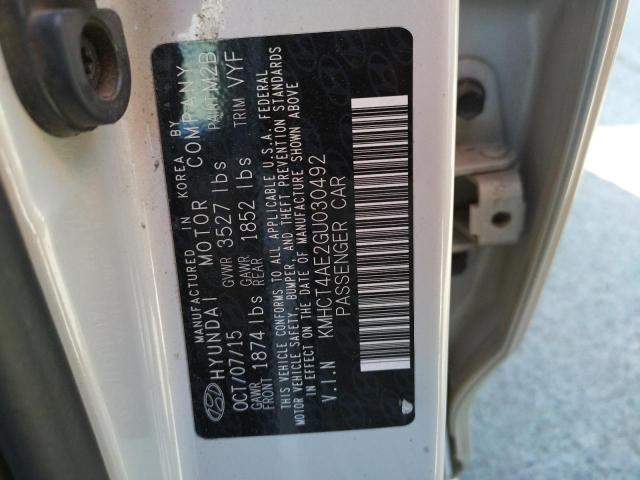 MANUFACTURED IN KOREA BY
HYUNDAI MOTOR COMPANY
OCT/07/15 GVWR 3527 lbs PAINT M2B
GAWR FRONT 1874 lbs GAWR REAR 1852 lbs TRIM VYF
THIS VEHICLE CONFORMS TO ALL APPLICABLE U.S.A. FEDERAL
MOTOR VEHICLE SAFETY, BUMPER, AND THEFT PREVENTION STANDARDS
IN EFFECT ON THE DATE OF MANUFACTURE SHOWN ABOVE
V.I.N KMHCT4AE2GU030492
PASSENGER CAR